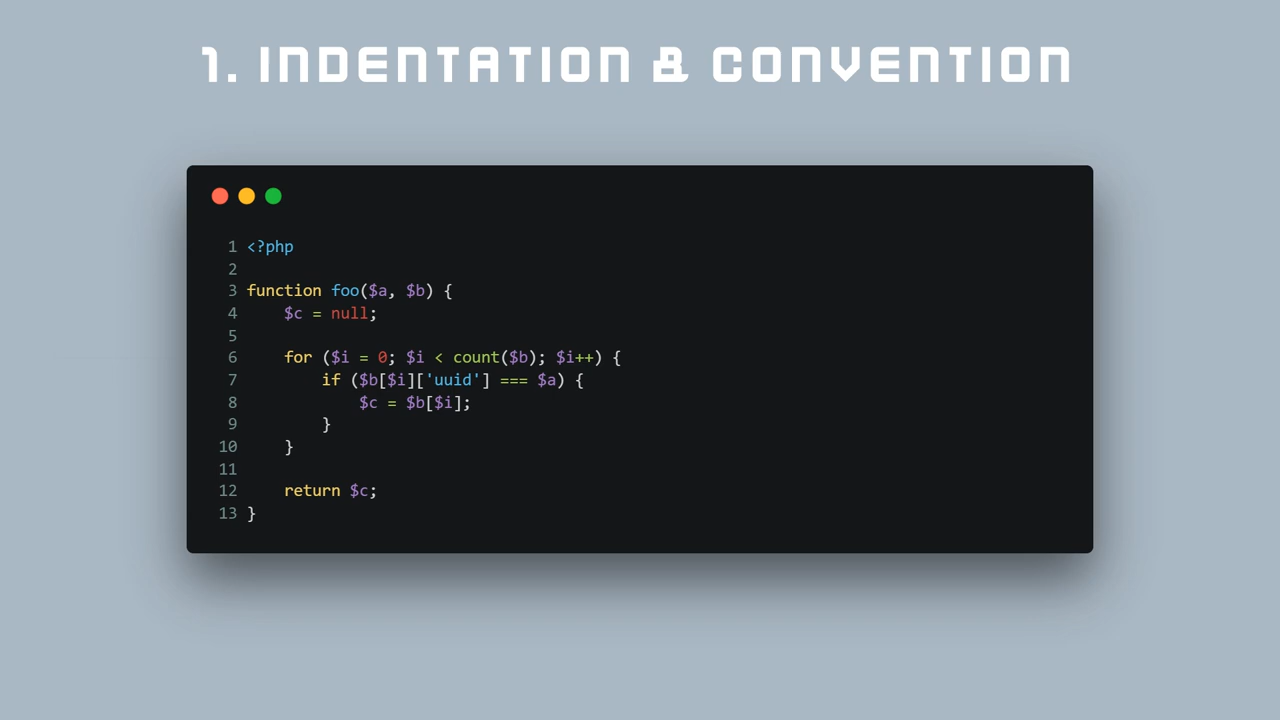 1. INDENTATION & CONVENTION
1 <?php
2
3 function foo($a, $b) {
4     $c = null;
5
6     for ($i = 0; $i < count($b); $i++) {
7         if ($b[$i]['uuid'] === $a) {
8             $c = $b[$i];
9         }
10     }
11
12     return $c;
13 }